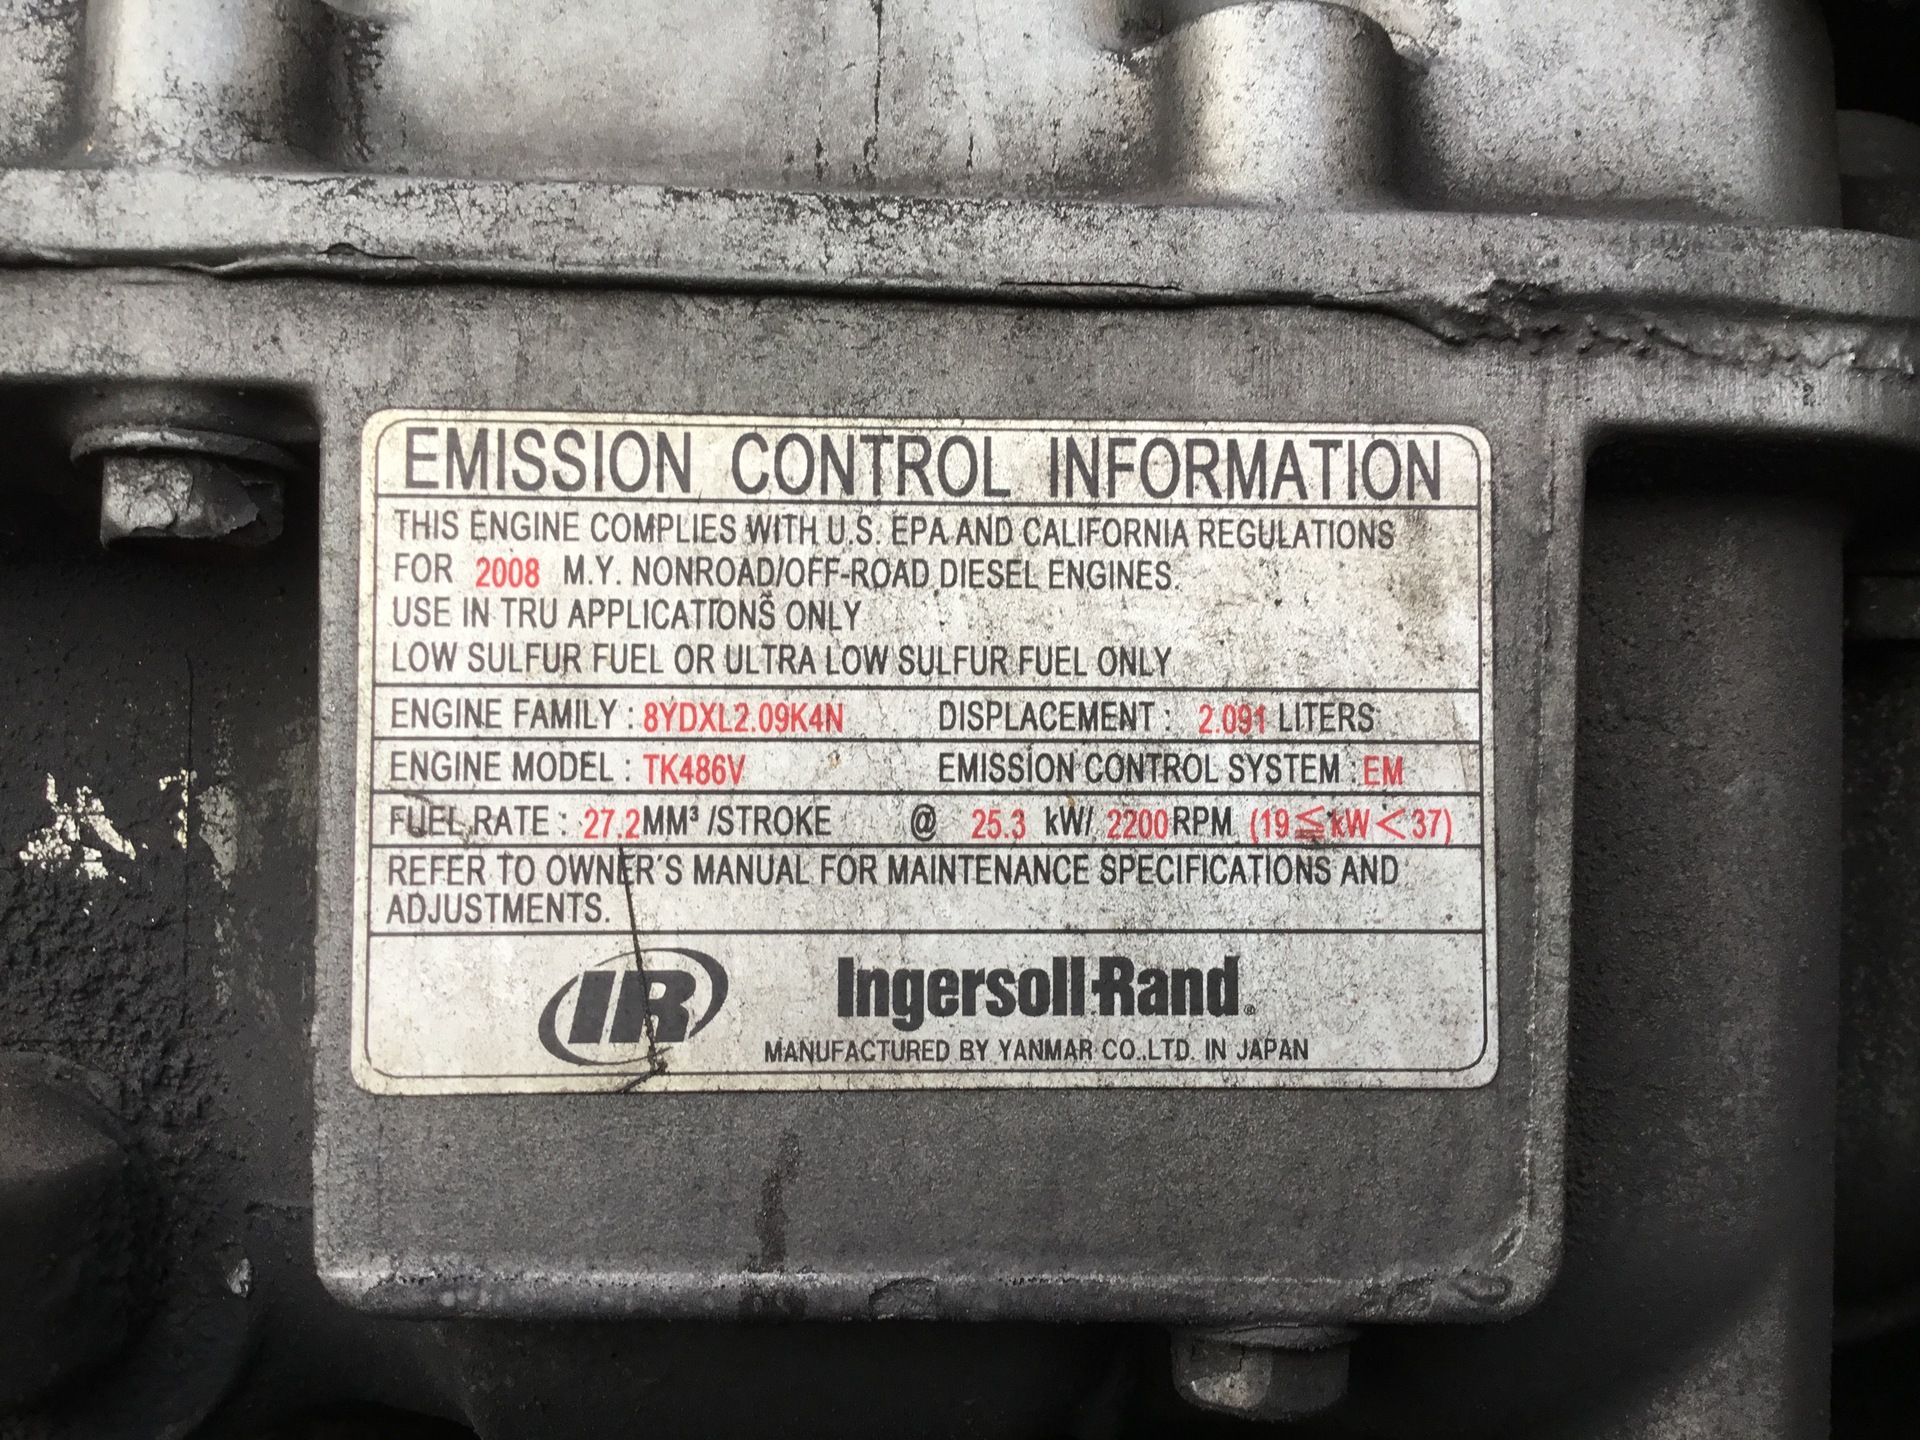 EMISSION CONTROL INFORMATION
THIS ENGINE COMPLIES WITH U.S. EPA AND CALIFORNIA REGULATIONS
FOR 2008 M.Y. NONROAD/OFF-ROAD DIESEL ENGINES.
USE IN TRU APPLICATIONS ONLY
LOW SULFUR FUEL OR ULTRA LOW SULFUR FUEL ONLY
ENGINE FAMILY : 8YDXL2.09K4N DISPLACEMENT : 2.091 LITERS
ENGINE MODEL : TK486V EMISSION CONTROL SYSTEM : EM
FUEL RATE : 27.2MM³ /STROKE @ 25.3 kW/ 2200RPM (19≦kW<37)
REFER TO OWNER'S MANUAL FOR MAINTENANCE SPECIFICATIONS AND
ADJUSTMENTS.
IR Ingersoll-Rand®
MANUFACTURED BY YANMAR CO.,LTD. IN JAPAN